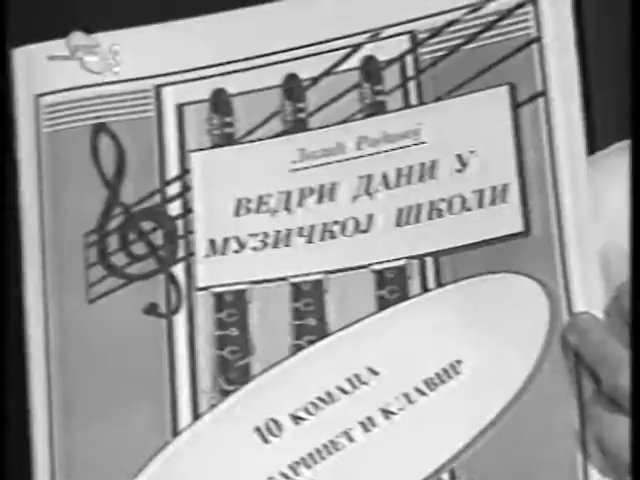 ВЕДРИ ДАНИ У
МУЗИЧКОЈ ШКОЛИ
10 КОМАДА
И КЛАВИР